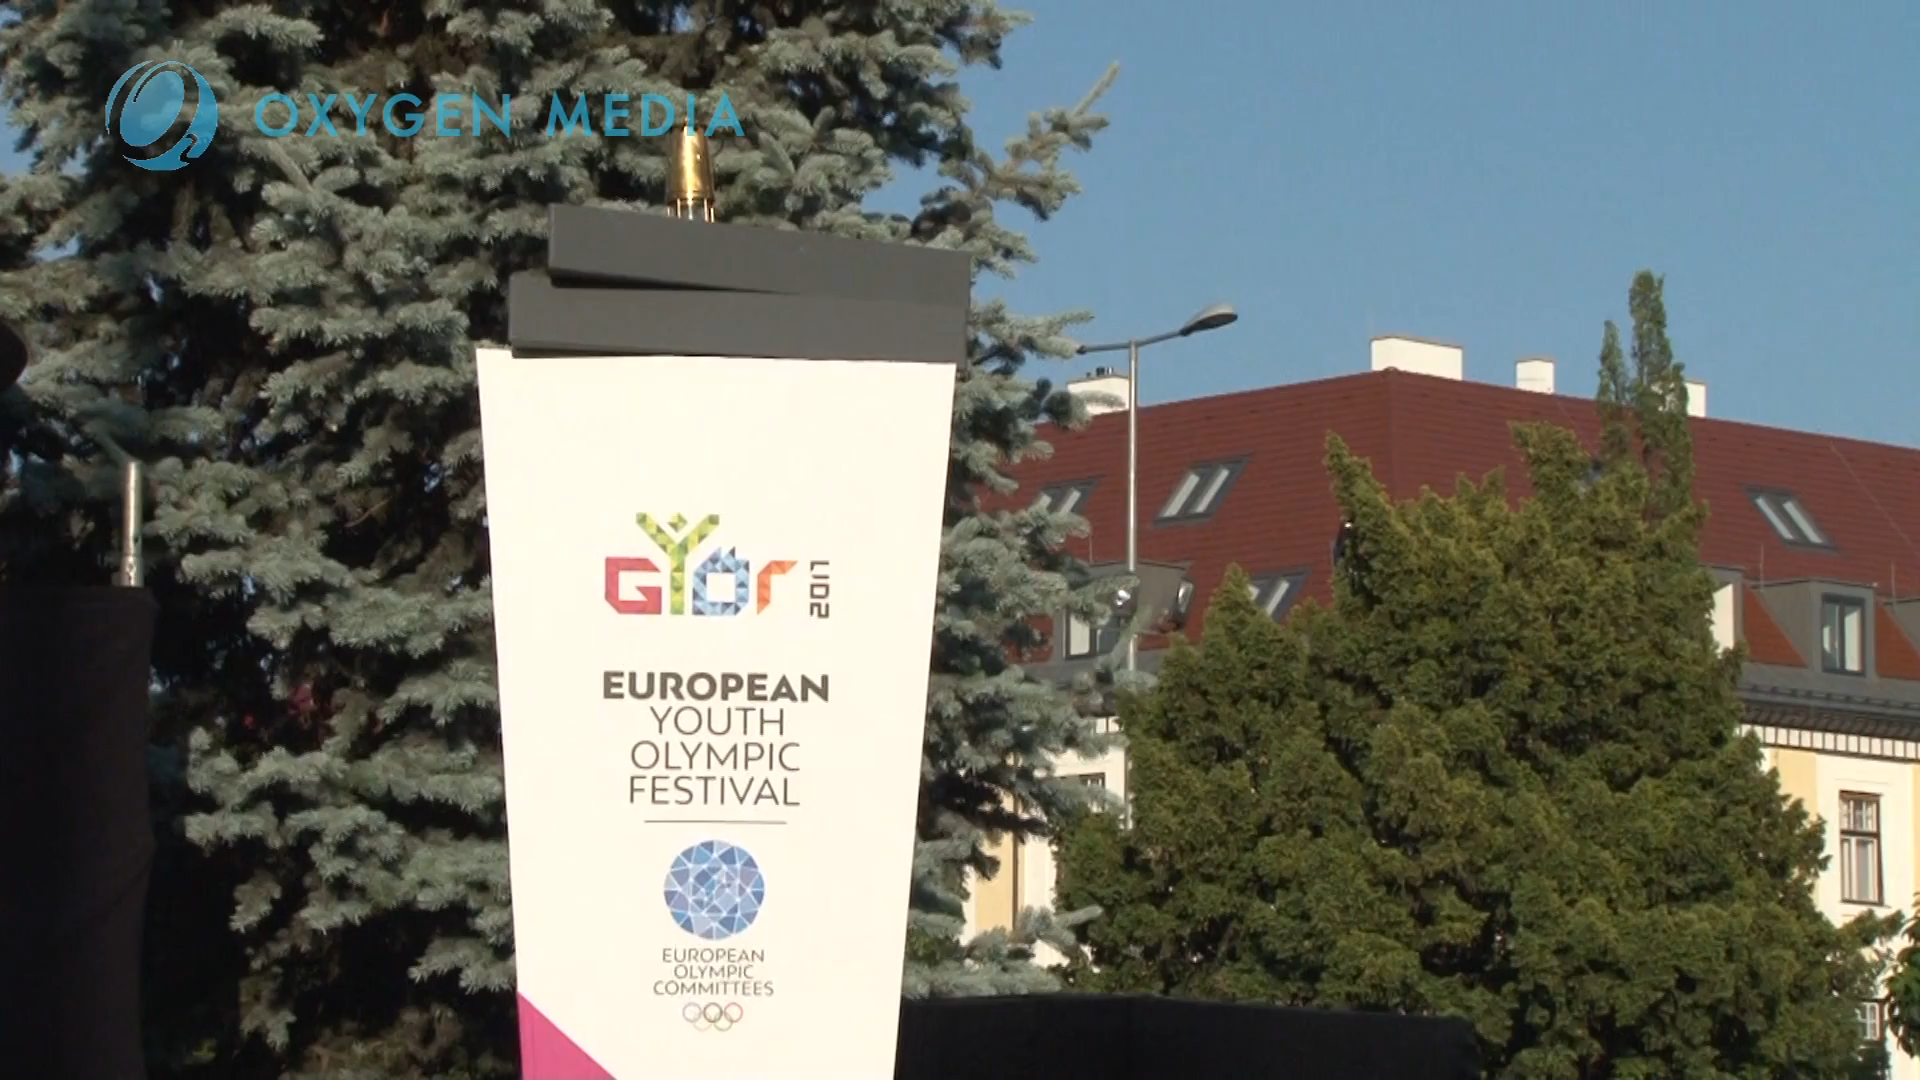 OXYGEN MEDIA
GYőr 2017
EUROPEAN
YOUTH
OLYMPIC
FESTIVAL
EUROPEAN
OLYMPIC
COMMITTEES